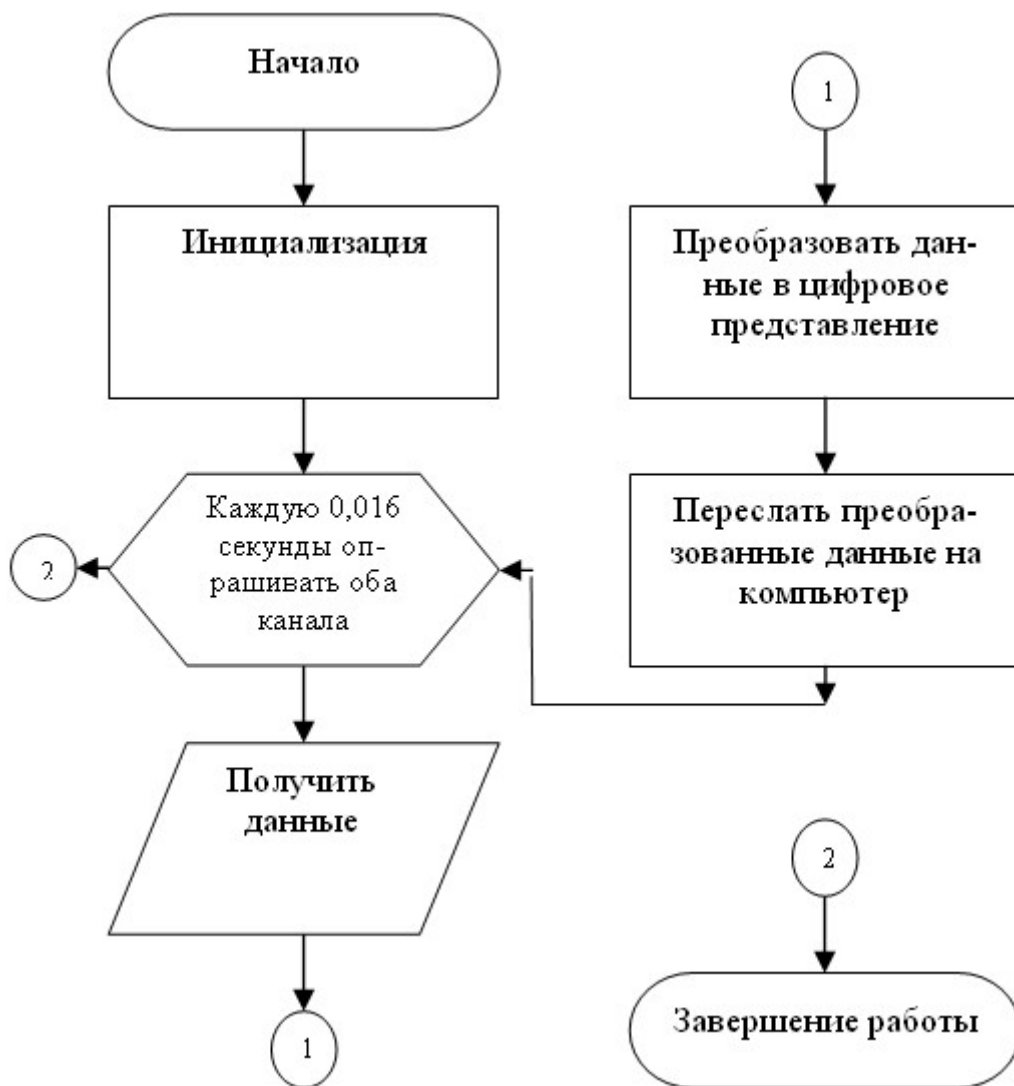 Начало
Инициализация
Каждую 0,016
секунды оп-
рашивать оба
канала
2
Получить
данные
1
1
Преобразовать дан-
ные в цифровое
представление
Переслать преобра-
зованные данные на
компьютер
2
Завершение работы